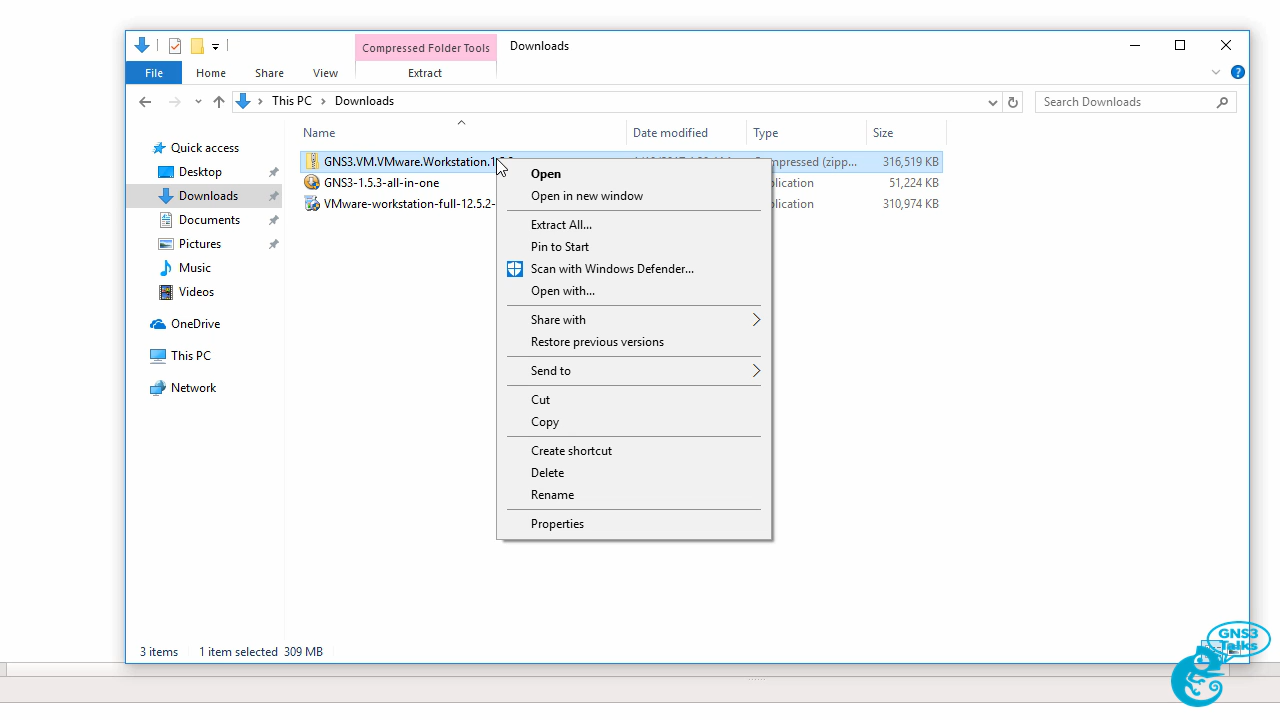 Compressed Folder Tools
Downloads
File
Home
Share
View
Extract
This PC
Downloads
Search Downloads
Name
Date modified
Type
Size
Quick access
Desktop
Downloads
Documents
Pictures
Music
Videos
OneDrive
This PC
Network
GNS3.VM.VMware.Workstation.1
316,519 KB
GNS3-1.5.3-all-in-one
51,224 KB
VMware-workstation-full-12.5.2-
310,974 KB
Open
Open in new window
Extract All...
Pin to Start
Scan with Windows Defender...
Open with...
Share with
Restore previous versions
Send to
Cut
Copy
Create shortcut
Delete
Rename
Properties
3 items
1 item selected 309 MB
GNS3
Talks